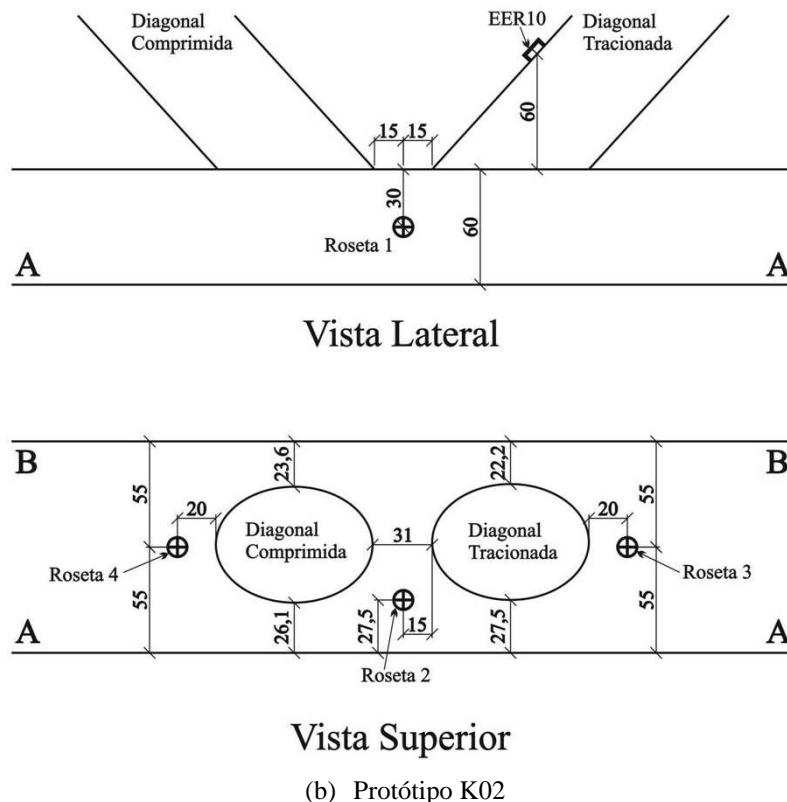 Diagonal
Comprimida
EER10
Diagonal
Tracionada
15
15
60
30
Roseta 1
60
A
A
Vista Lateral
B
B
23,6
22,2
55
55
20
20
Diagonal
Comprimida
31
Diagonal
Tracionada
Roseta 4
Roseta 3
55
55
A
A
26,1
27,5
15
27,5
Roseta 2
Vista Superior
(b) Protótipo K02